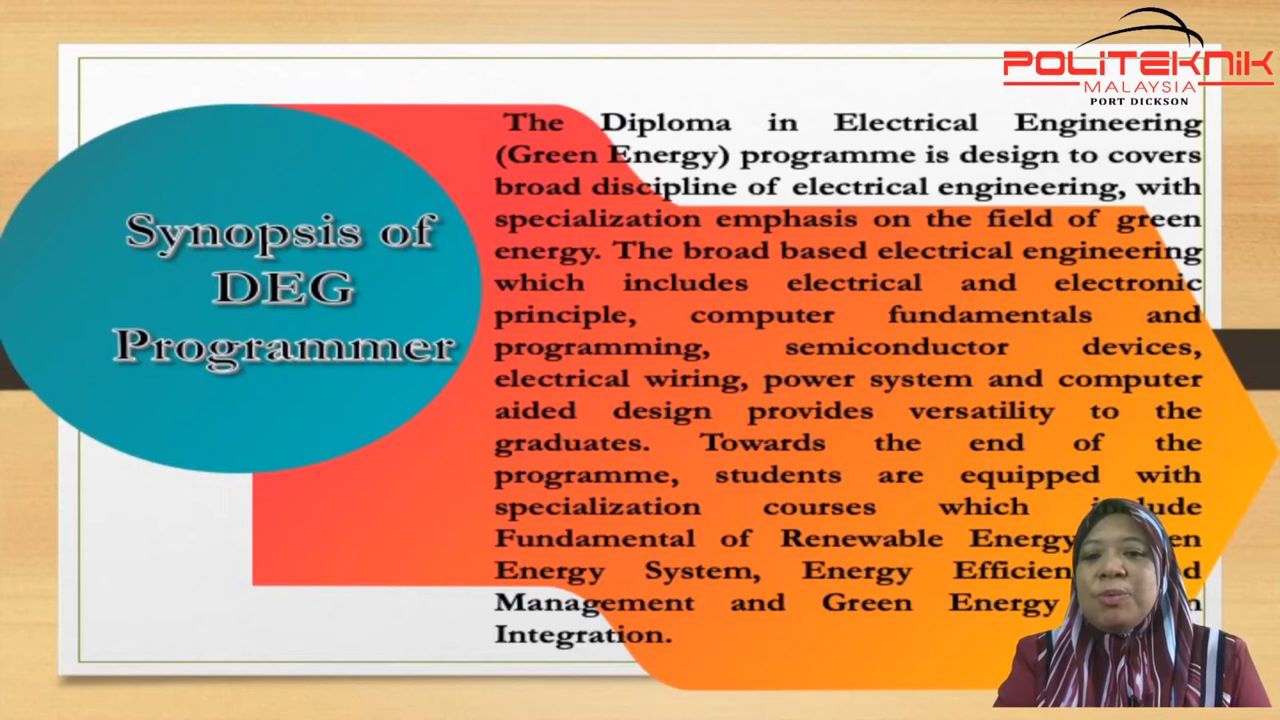 POLITEKNIK
MALAYSIA
PORT DICKSON
Synopsis of
DEG
Programmer
The Diploma in Electrical Engineering
(Green Energy) programme is design to covers
broad discipline of electrical engineering, with
specialization emphasis on the field of green
energy. The broad based electrical engineering
which includes electrical and electronic
principle, computer fundamentals and
programming, semiconductor devices,
electrical wiring, power system and computer
aided design provides versatility to the
graduates. Towards the end of the
programme, students are equipped with
specialization courses which include
Fundamental of Renewable Energy
Energy System, Energy
Management and Green Energy
Integration.